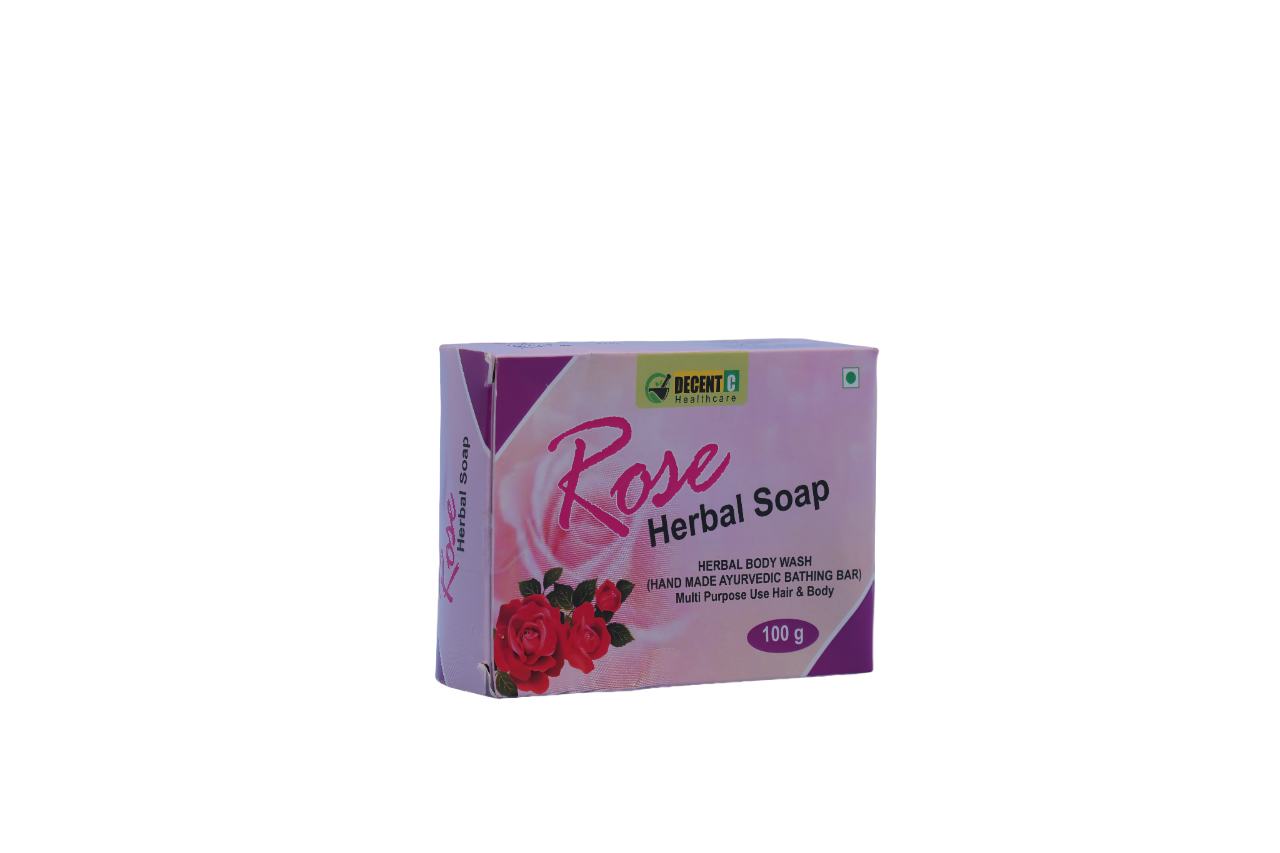 DECENT C
Healthcare
Rose
Herbal Soap
HERBAL BODY WASH
(HAND MADE AYURVEDIC BATHING BAR)
Multi Purpose Use Hair & Body
100 g
Rose
Herbal Soap